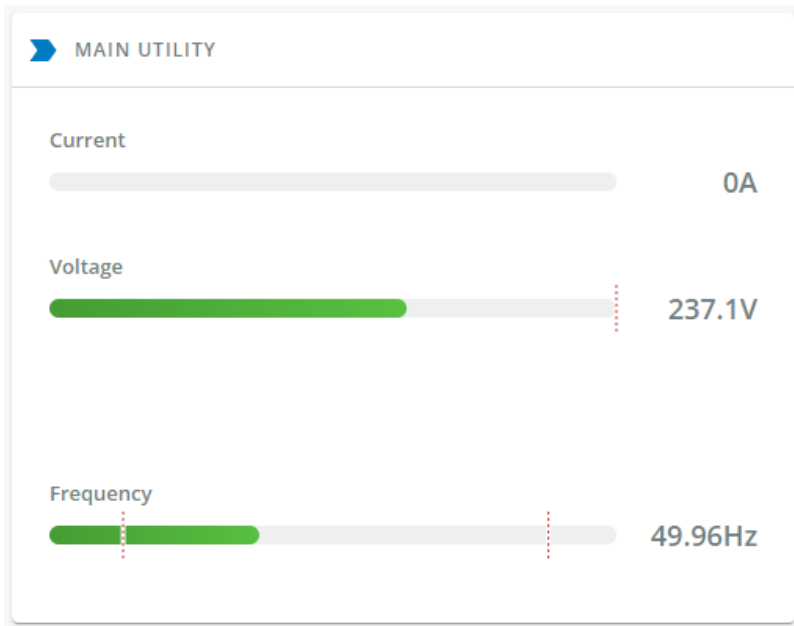 MAIN UTILITY
Current
0A
Voltage
237.1V
Frequency
49.96Hz